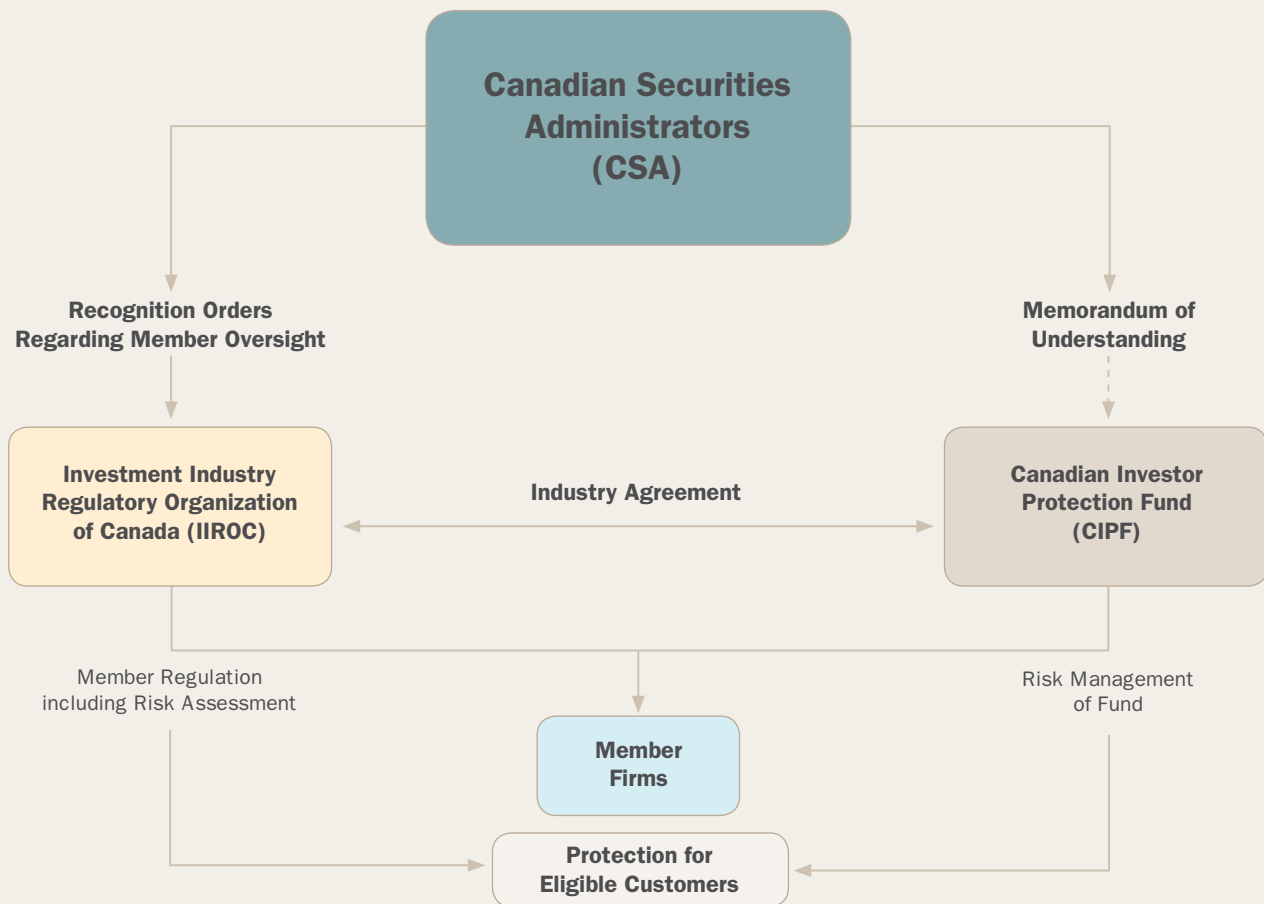 Canadian Securities
Administrators
(CSA)
Recognition Orders
Regarding Member Oversight
Memorandum of
Understanding
Investment Industry
Regulatory Organization
of Canada (IIROC)
Industry Agreement
Canadian Investor
Protection Fund
(CIPF)
Member Regulation
including Risk Assessment
Risk Management
of Fund
Member
Firms
Protection for
Eligible Customers